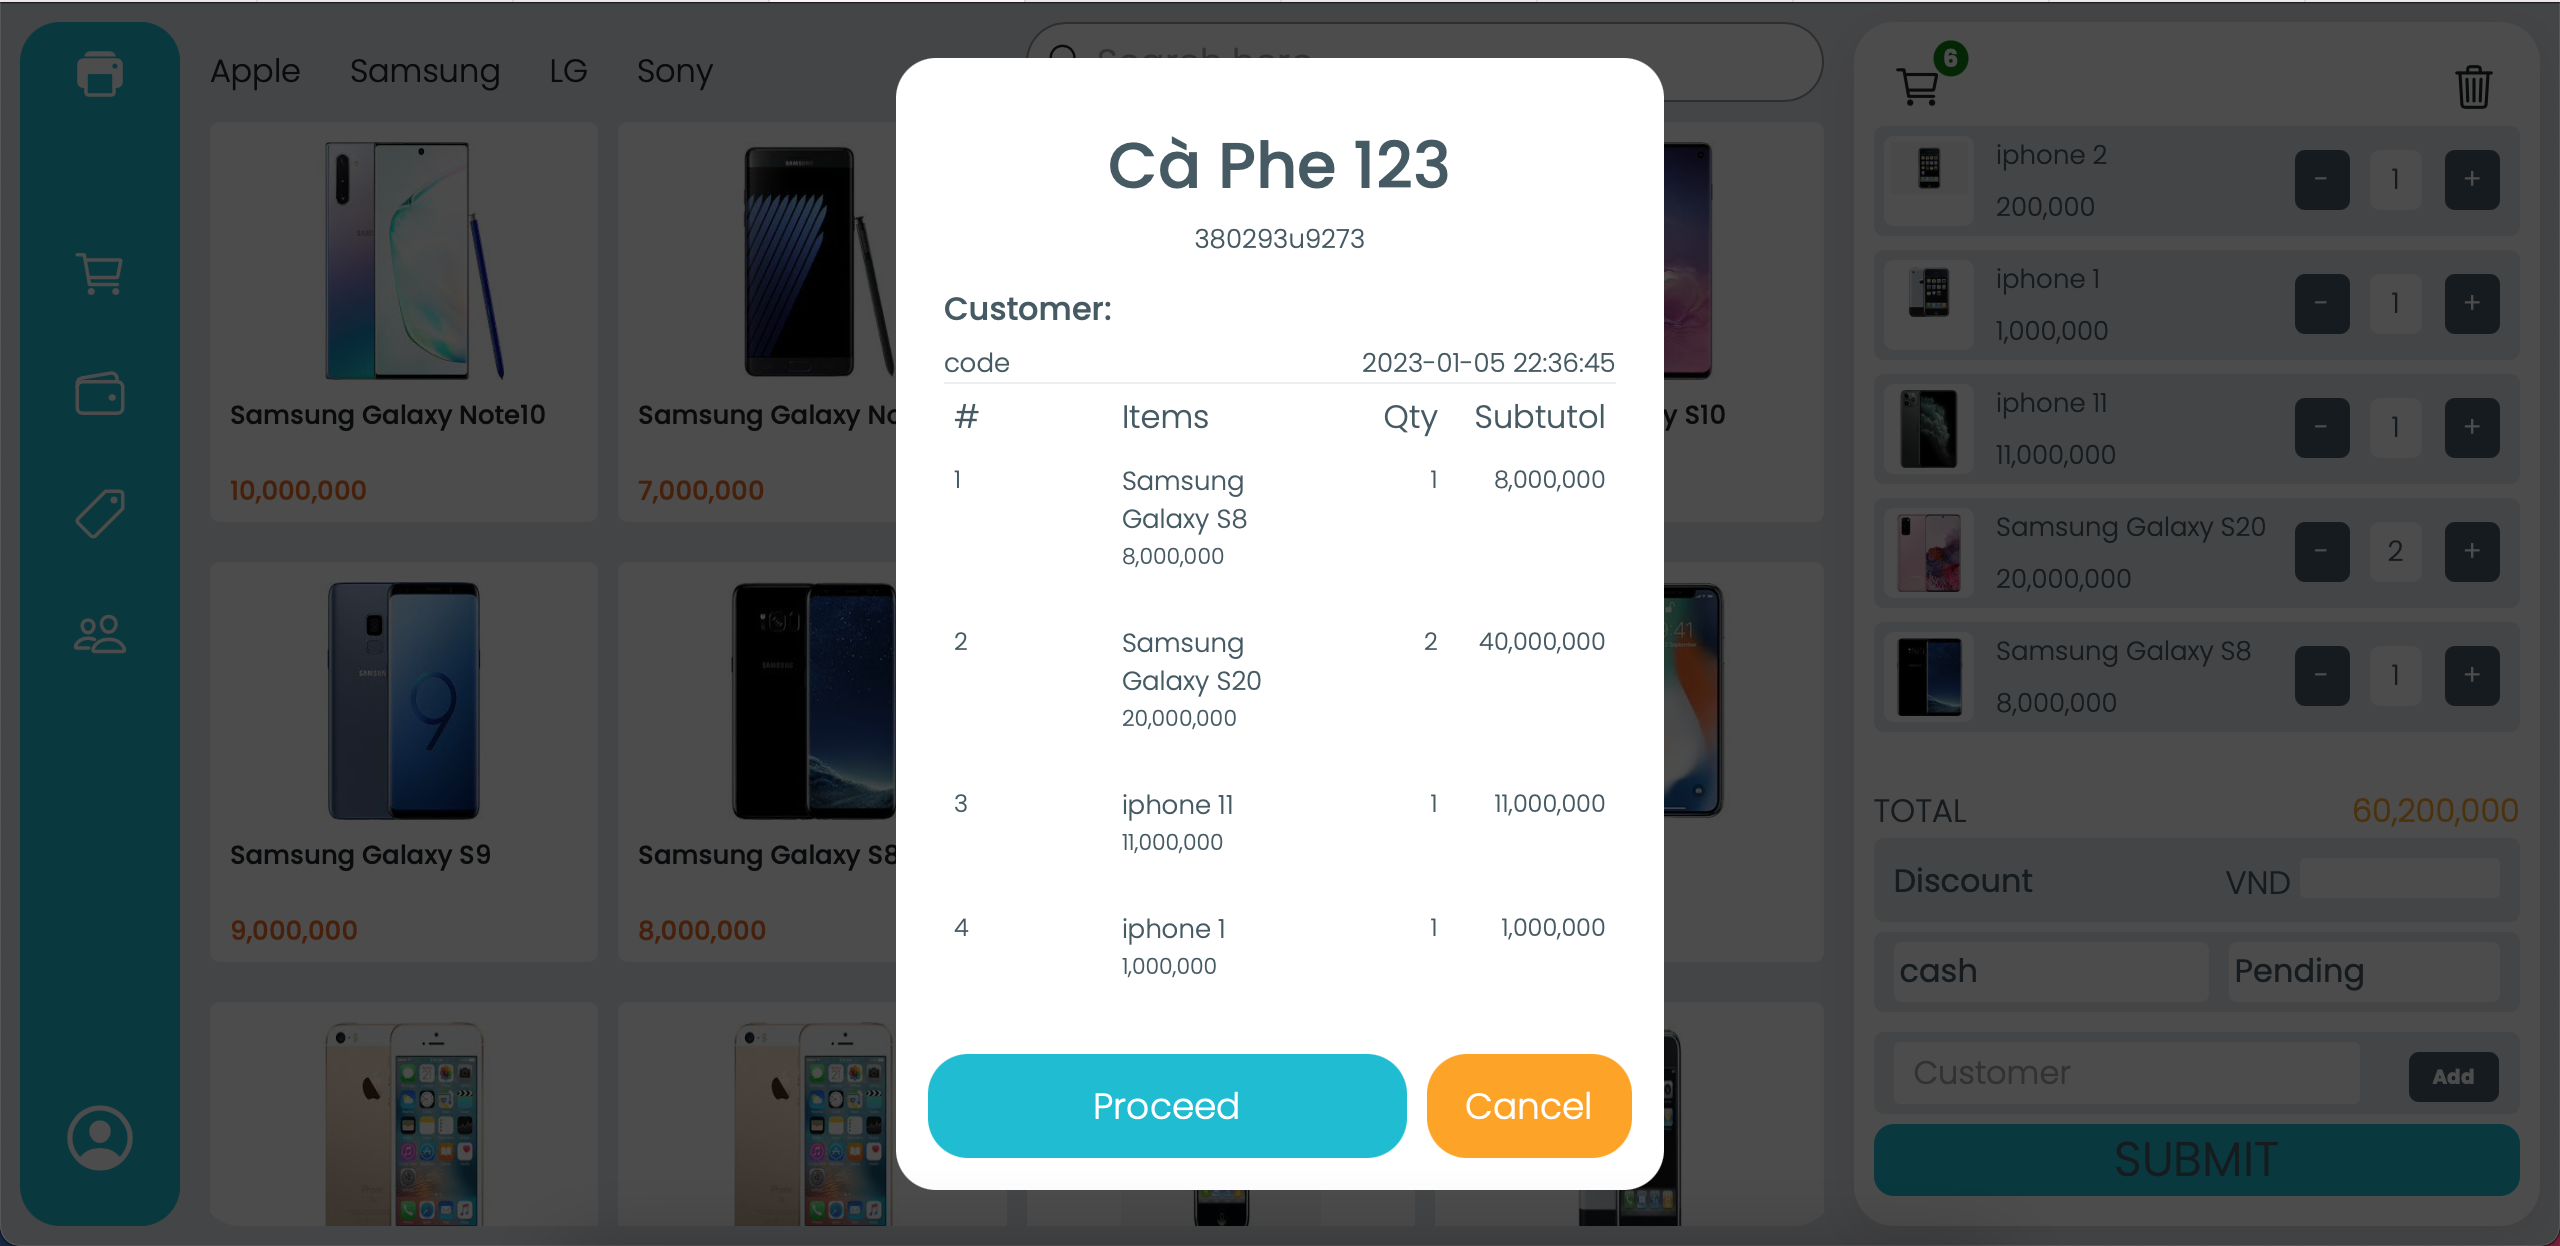 Apple Samsung LG Sony
Search here
6
Samsung Galaxy Note10
10,000,000
7,000,000
y S10
Samsung Galaxy S9
9,000,000
Samsung Galaxy S8
8,000,000
Cà Phe 123
380293u9273
Customer:
code 2023-01-05 22:36:45
# Items Qty Subtutol
1 Samsung 1 8,000,000
Galaxy S8
8,000,000
2 Samsung 2 40,000,000
Galaxy S20
20,000,000
3 iphone 11 1 11,000,000
11,000,000
4 iphone 1 1 1,000,000
1,000,000
Proceed Cancel
iphone 2
200,000
- 1 +
iphone 1
1,000,000
- 1 +
iphone 11
11,000,000
- 1 +
Samsung Galaxy S20
20,000,000
- 2 +
Samsung Galaxy S8
8,000,000
- 1 +
TOTAL 60,200,000
Discount VND
cash Pending
Customer Add
SUBMIT